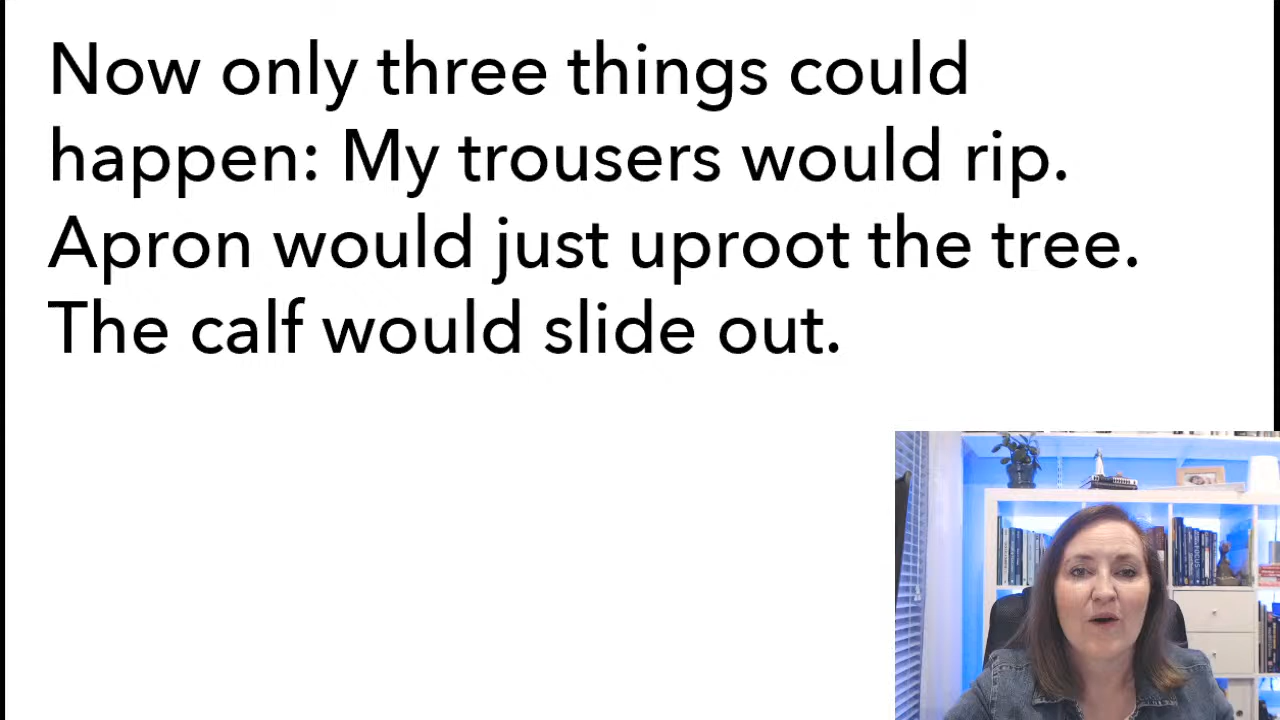 Now only three things could
happen: My trousers would rip.
Apron would just uproot the tree.
The calf would slide out.